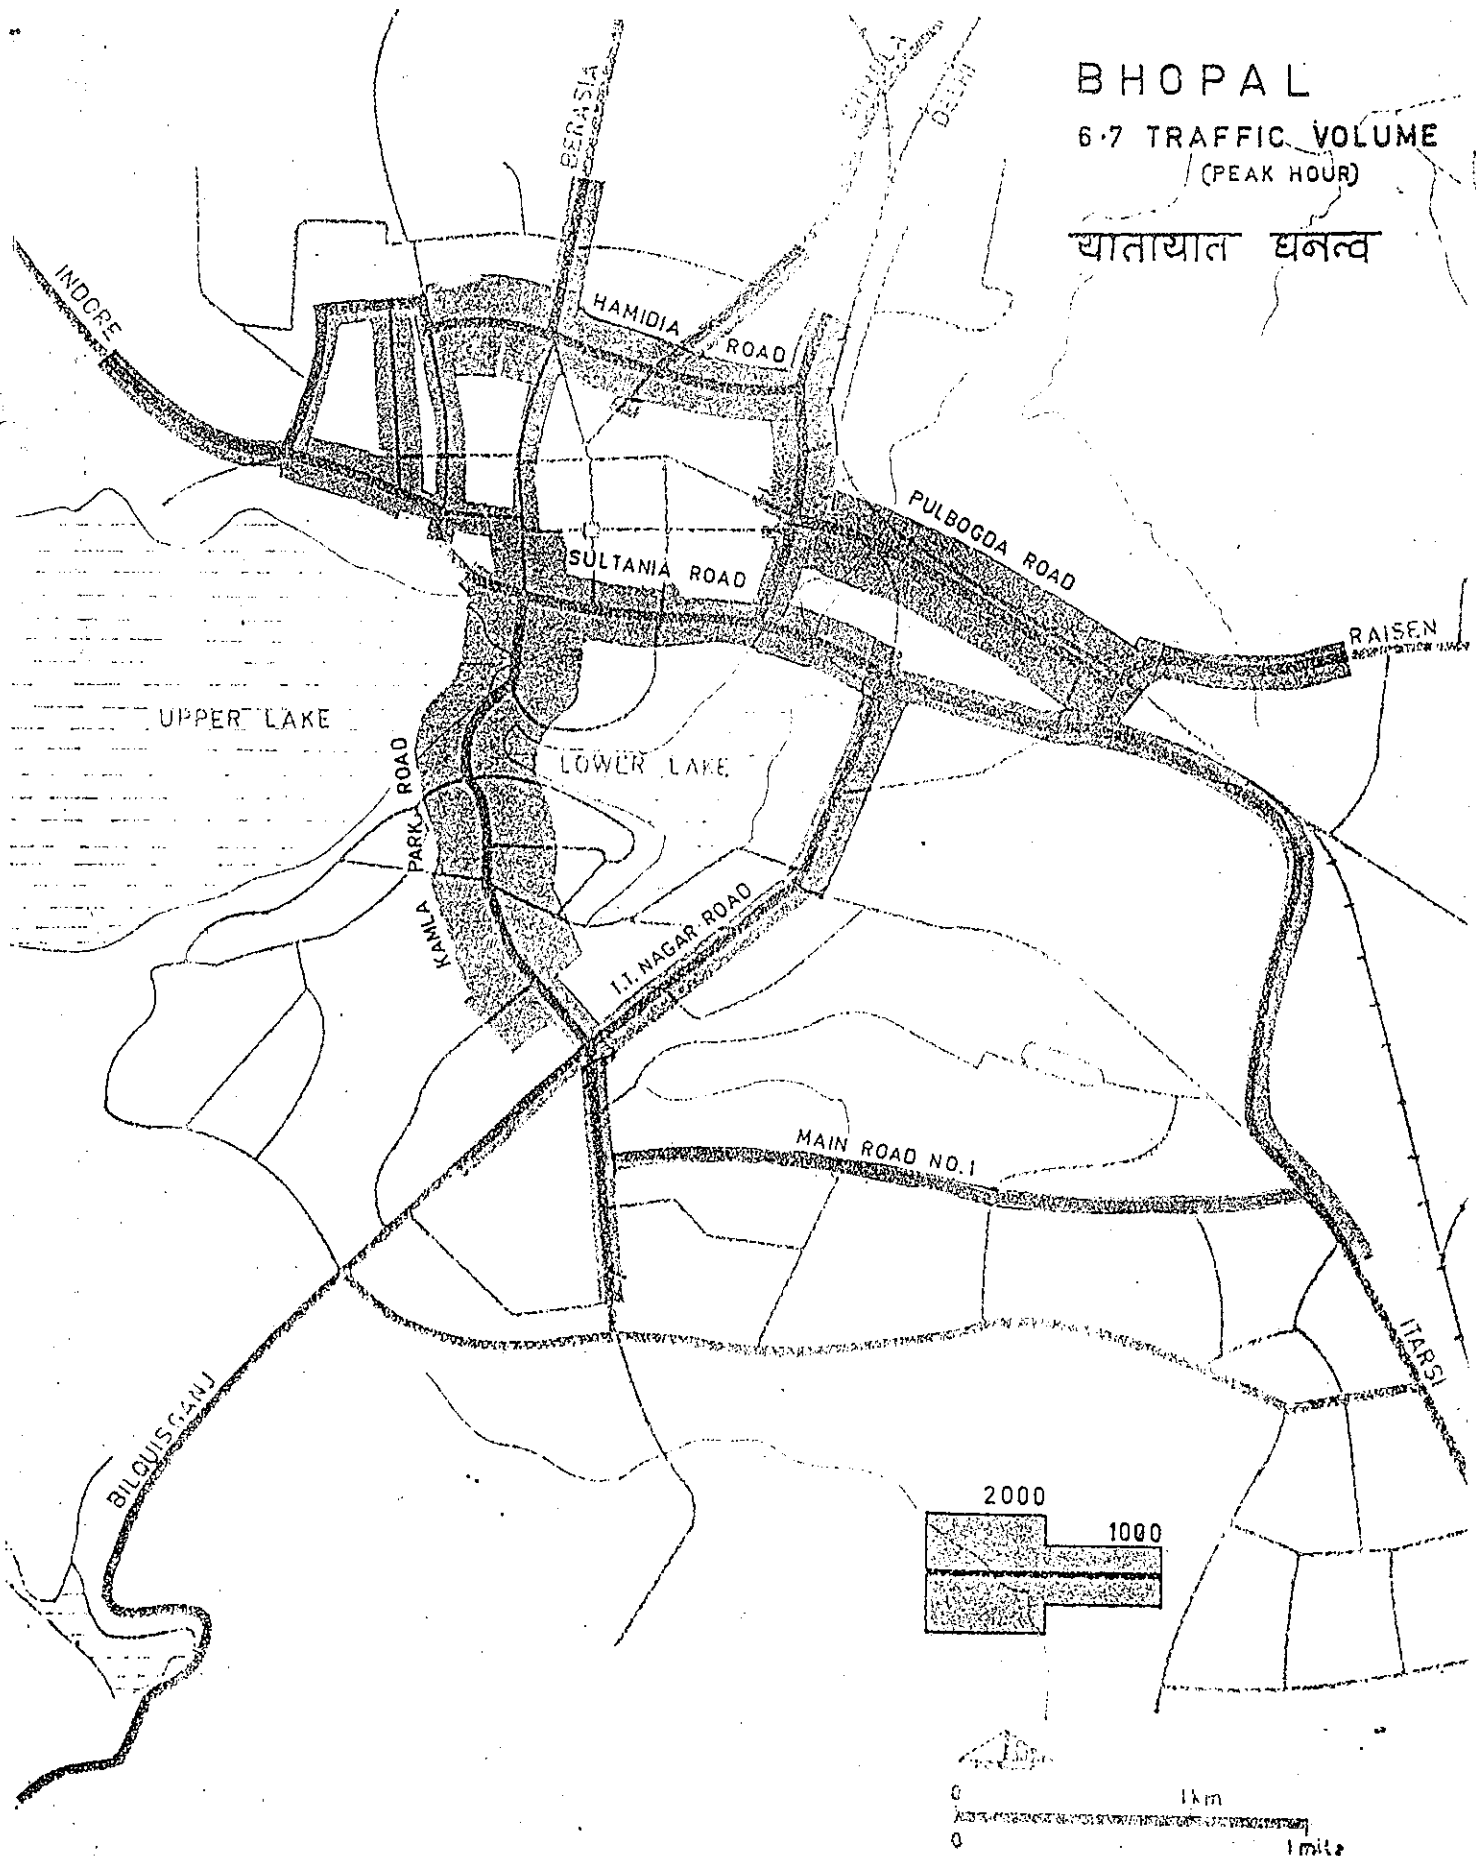 BHOPAL
6.7 TRAFFIC VOLUME
(PEAK HOUR)
यातायात घनत्व
BERASIA
DELHI
INDORE
HAMIDIA ROAD
PULBOGDA ROAD
SULTANIA ROAD
RAISEN
UPPER LAKE
LOWER LAKE
KAMLA PARK ROAD
T.T. NAGAR ROAD
MAIN ROAD NO.1
ITARSI
BILQUISGANJ
2000
1000
0 1km
0 1mile